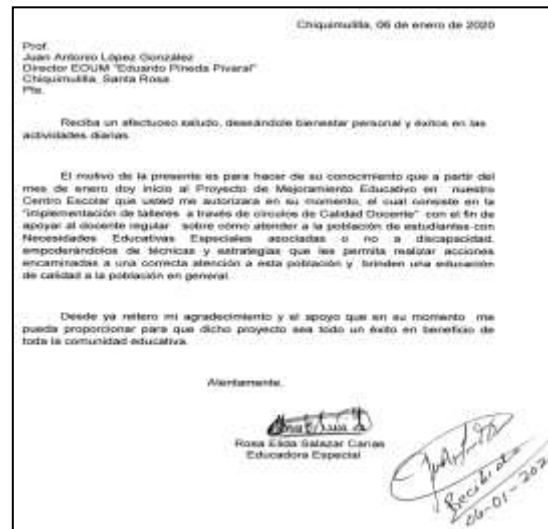 Chiquimulilla, 06 de enero de 2020
Prof.
Juan Antonio López González
Director EOUM "Eduardo Pineda Pivaral"
Chiquimulilla, Santa Rosa
Pte.
Reciba un afectuoso saludo, deseándole bienestar personal y éxitos en las
actividades diarias.
El motivo de la presente es para hacer de su conocimiento que a partir del
mes de enero doy inicio al Proyecto de Mejoramiento Educativo en nuestro
Centro Escolar que usted me autorizara en su momento, el cual consiste en la
"implementación de talleres a través de círculos de Calidad Docente" con el fin de
apoyar al docente regular sobre cómo atender a la población de estudiantes con
Necesidades Educativas Especiales asociadas o no a discapacidad,
empoderándolos de técnicas y estrategias que les permita realizar acciones
encaminadas a una correcta atención a esta población y brinden una educación
de calidad a la población en general.
Desde ya reitero mi agradecimiento y el apoyo que en su momento me
pueda proporcionar para que dicho proyecto sea todo un éxito en beneficio de
toda la comunidad educativa.
Atentamente,
Rosa Elida Salazar Carias
Educadora Especial
Recibido
06-01-202